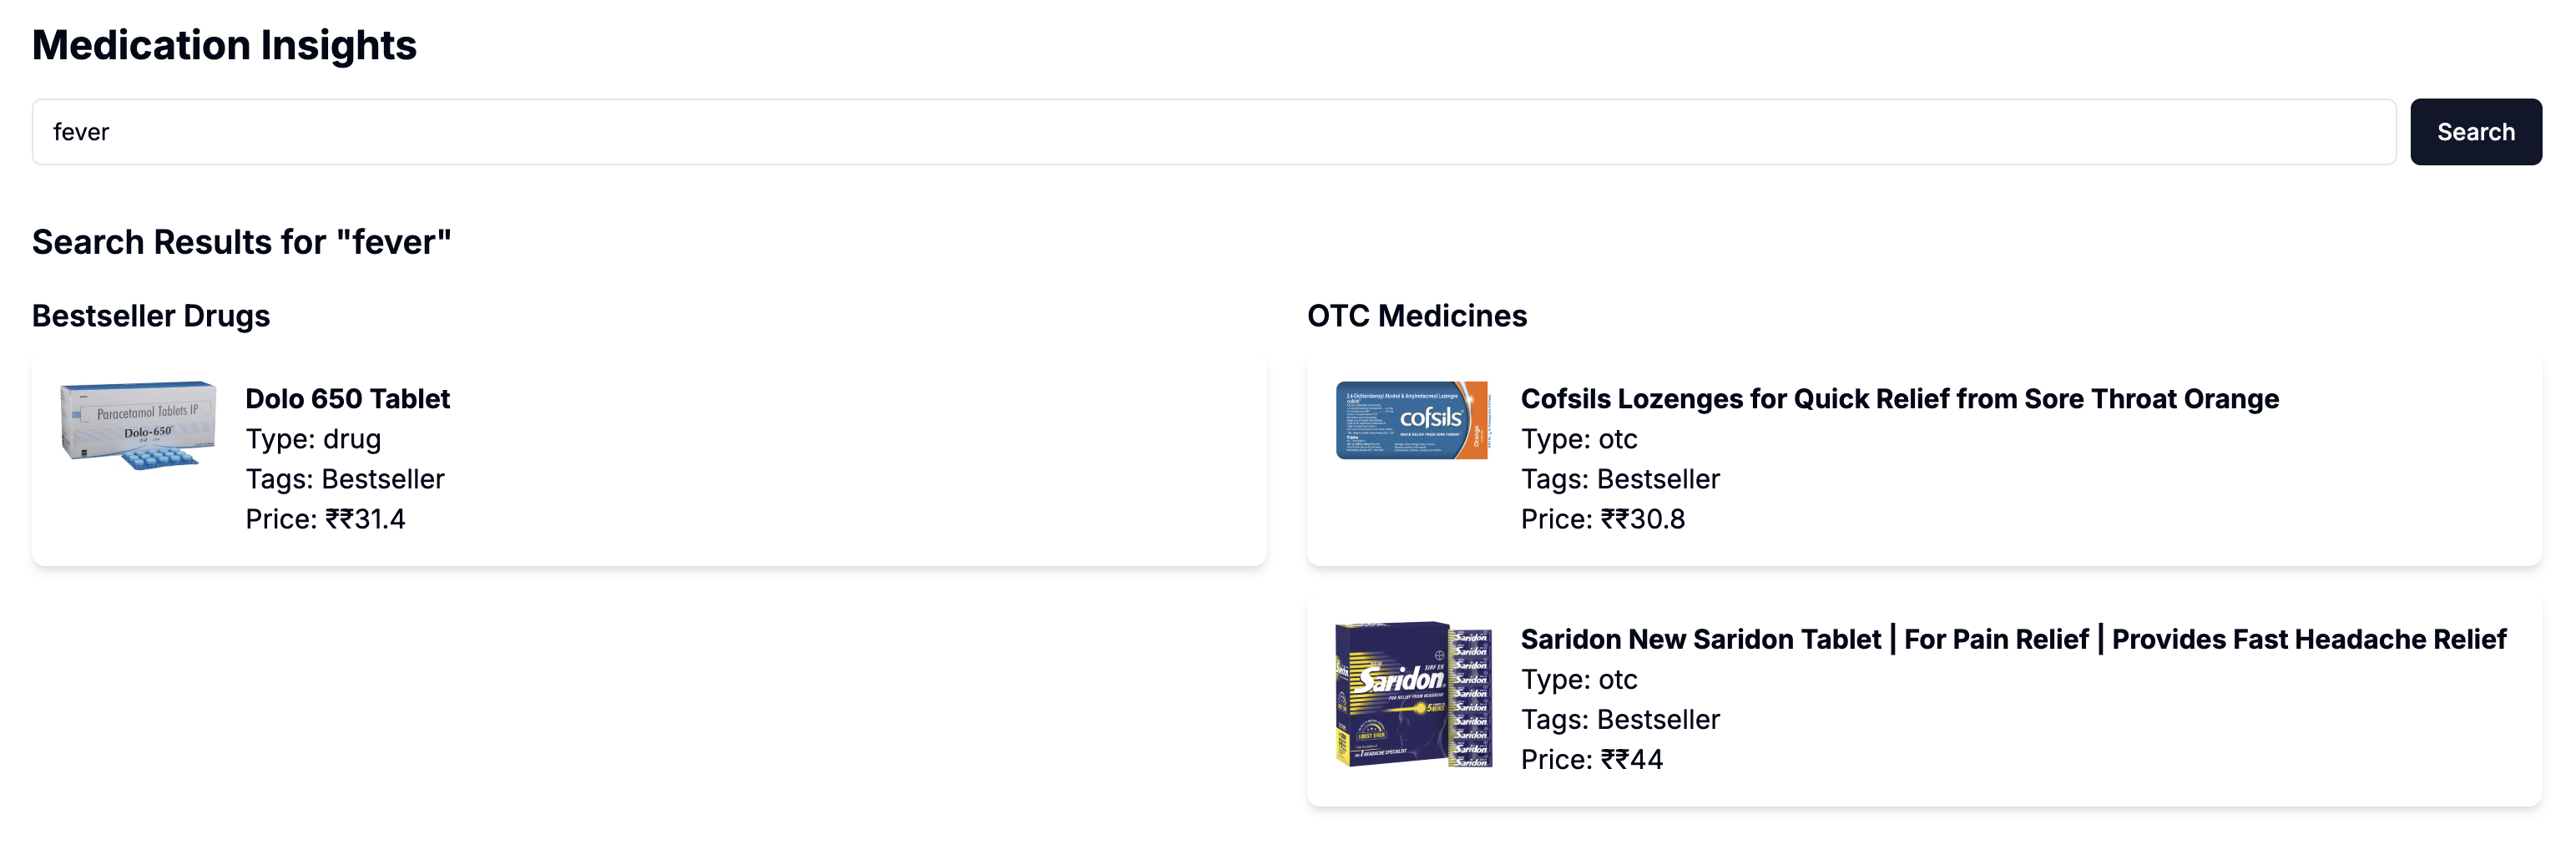 Medication Insights
fever
Search
Search Results for "fever"
Bestseller Drugs
Paracetamol Tablets IP
Dolo-650
Dolo 650 Tablet
Type: drug
Tags: Bestseller
Price: ₹₹31.4
OTC Medicines
cofsils
Orange
Cofsils Lozenges for Quick Relief from Sore Throat Orange
Type: otc
Tags: Bestseller
Price: ₹₹30.8
Saridon
Saridon New Saridon Tablet | For Pain Relief | Provides Fast Headache Relief
Type: otc
Tags: Bestseller
Price: ₹₹44